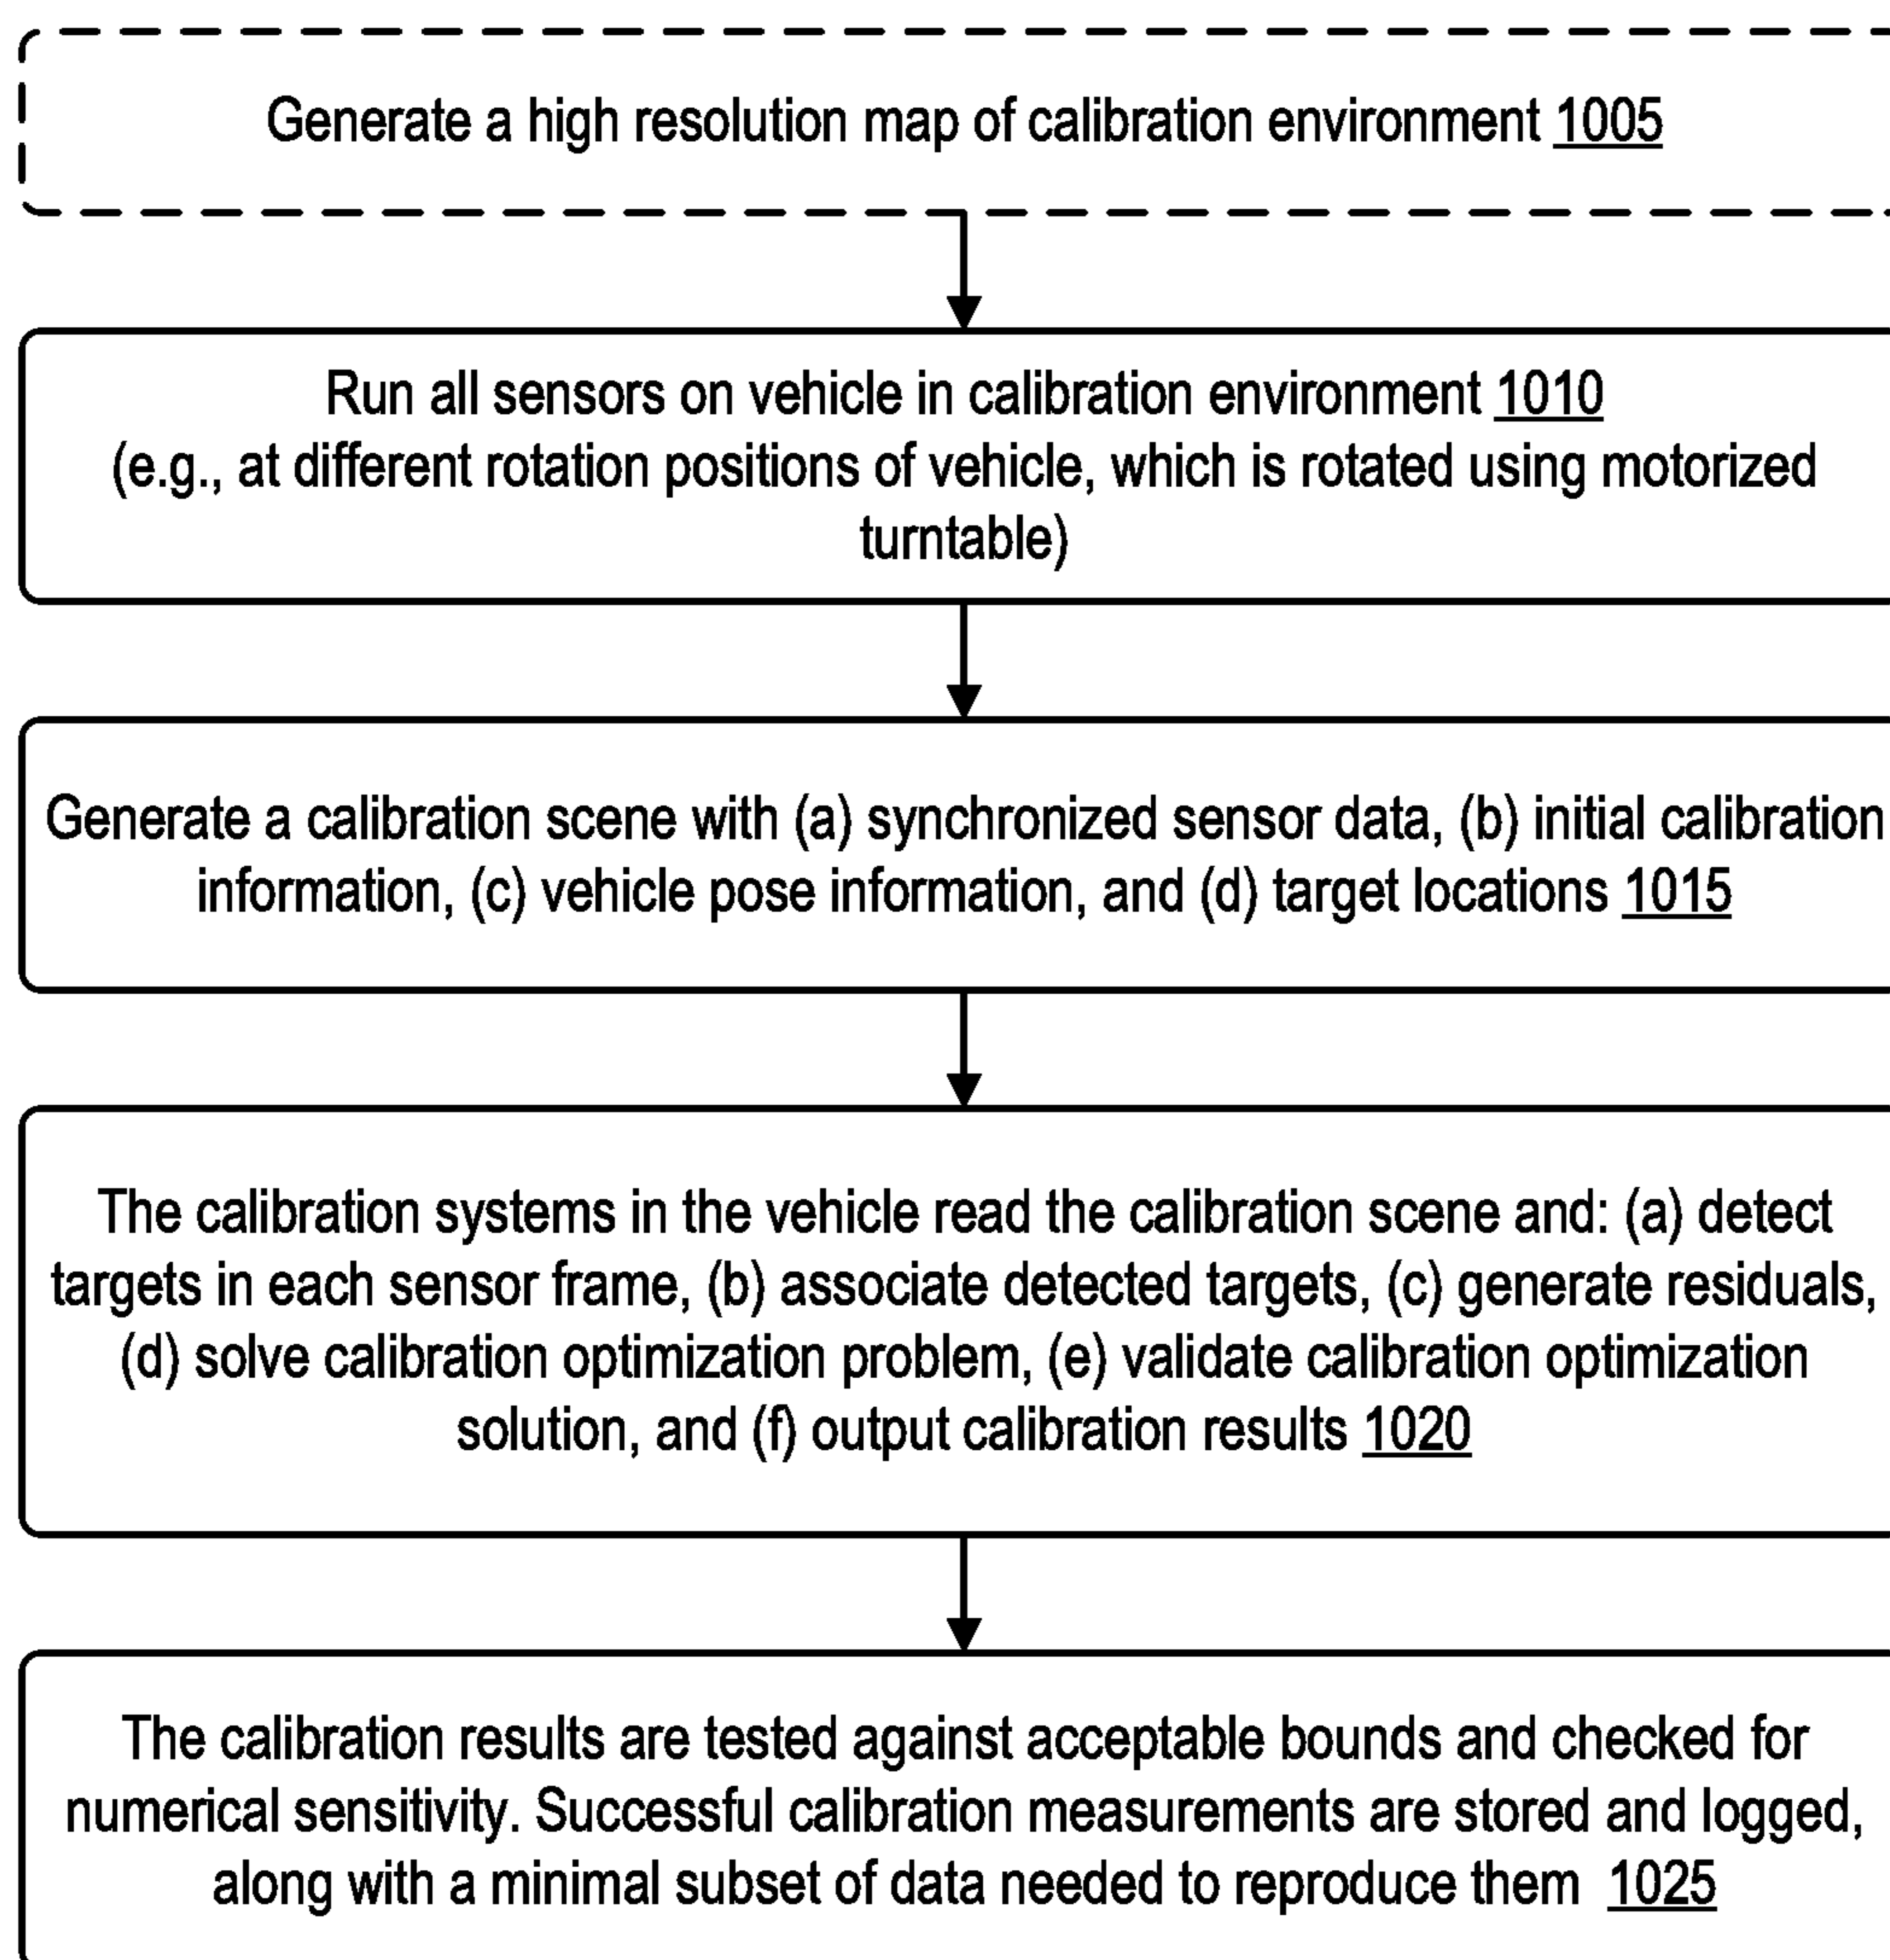 Generate a high resolution map of calibration environment 1005
Run all sensors on vehicle in calibration environment 1010
(e.g., at different rotation positions of vehicle, which is rotated using motorized
turntable)
Generate a calibration scene with (a) synchronized sensor data, (b) initial calibration
information, (c) vehicle pose information, and (d) target locations 1015
The calibration systems in the vehicle read the calibration scene and: (a) detect
targets in each sensor frame, (b) associate detected targets, (c) generate residuals,
(d) solve calibration optimization problem, (e) validate calibration optimization
solution, and (f) output calibration results 1020
The calibration results are tested against acceptable bounds and checked for
numerical sensitivity. Successful calibration measurements are stored and logged,
along with a minimal subset of data needed to reproduce them 1025